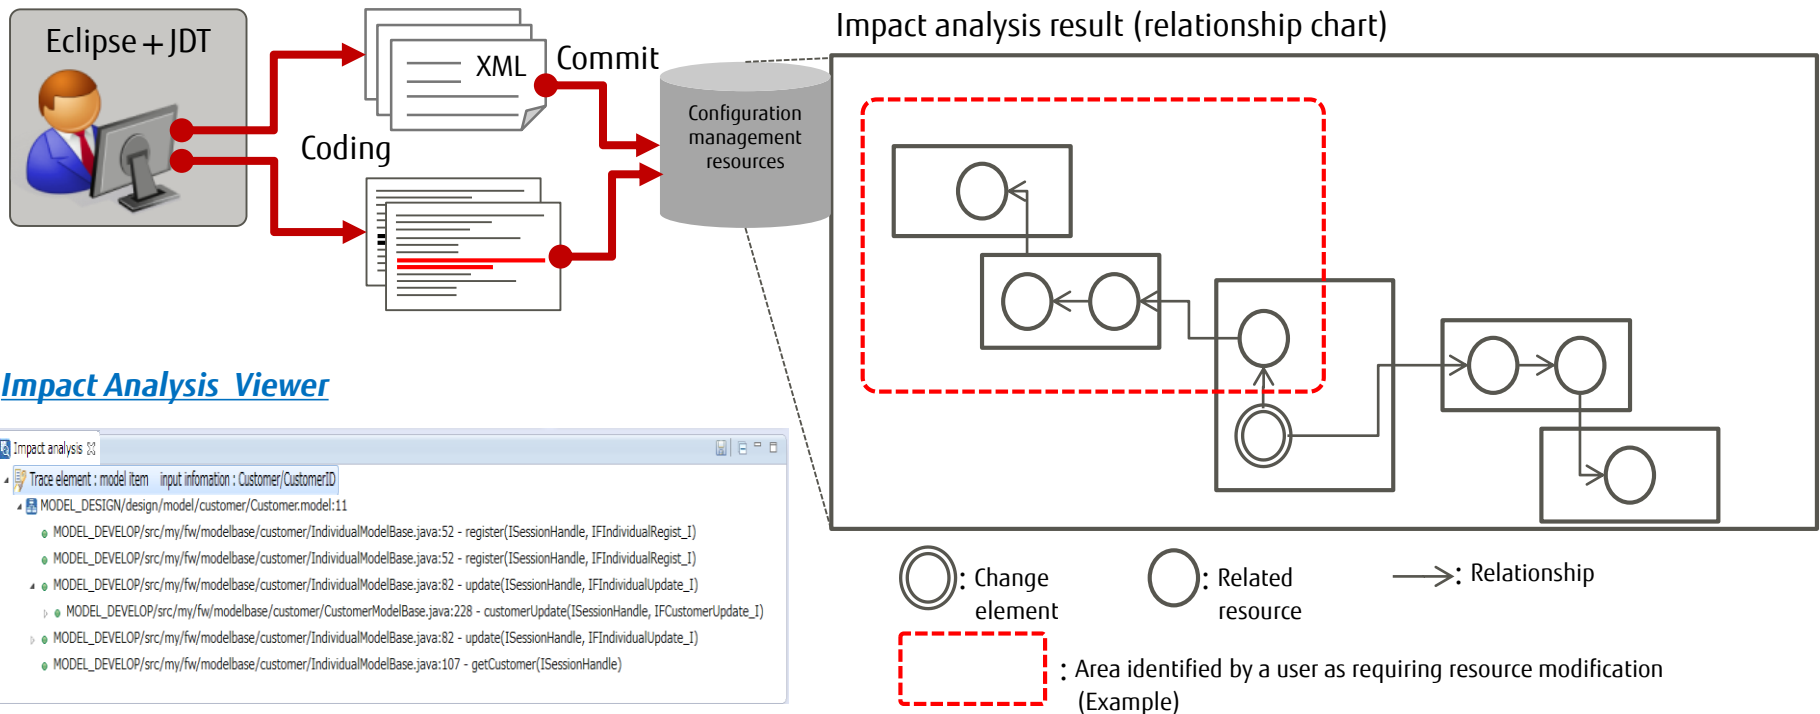 Eclipse+JDT
XML
Commit
Coding
Configuration
management
resources
Impact analysis result (relationship chart)
Impact Analysis  Viewer
Impact analysis
Trace element : model item   input infomation : Customer/CustomerID
MODEL_DESIGN/design/model/customer/Customer.model:11
MODEL_DEVELOP/src/my/fw/modelbase/customer/IndividualModelBase.java:52 - register(ISessionHandle, IFIndividualRegist_I)
MODEL_DEVELOP/src/my/fw/modelbase/customer/IndividualModelBase.java:52 - register(ISessionHandle, IFIndividualRegist_I)
MODEL_DEVELOP/src/my/fw/modelbase/customer/IndividualModelBase.java:82 - update(ISessionHandle, IFIndividualUpdate_I)
MODEL_DEVELOP/src/my/fw/modelbase/customer/CustomerModelBase.java:228 - customerUpdate(ISessionHandle, IFCustomerUpdate_I)
MODEL_DEVELOP/src/my/fw/modelbase/customer/IndividualModelBase.java:82 - update(ISessionHandle, IFIndividualUpdate_I)
MODEL_DEVELOP/src/my/fw/modelbase/customer/IndividualModelBase.java:107 - getCustomer(ISessionHandle)
: Change
element
: Related
resource
: Relationship
: Area identified by a user as requiring resource modification
(Example)